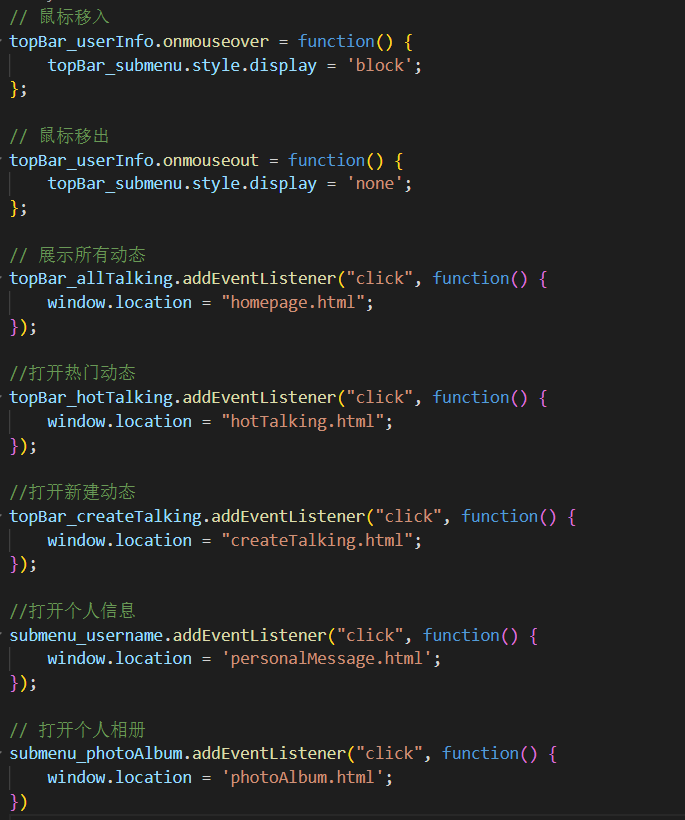 // 鼠标移入
topBar_userInfo.onmouseover = function() {
    topBar_submenu.style.display = 'block';
};

// 鼠标移出
topBar_userInfo.onmouseout = function() {
    topBar_submenu.style.display = 'none';
};

// 展示所有动态
topBar_allTalking.addEventListener("click", function() {
    window.location = "homepage.html";
});

//打开热门动态
topBar_hotTalking.addEventListener("click", function() {
    window.location = "hotTalking.html";
});

//打开新建动态
topBar_createTalking.addEventListener("click", function() {
    window.location = "createTalking.html";
});

//打开个人信息
submenu_username.addEventListener("click", function() {
    window.location = 'personalMessage.html';
});

// 打开个人相册
submenu_photoAlbum.addEventListener("click", function() {
    window.location = 'photoAlbum.html';
})